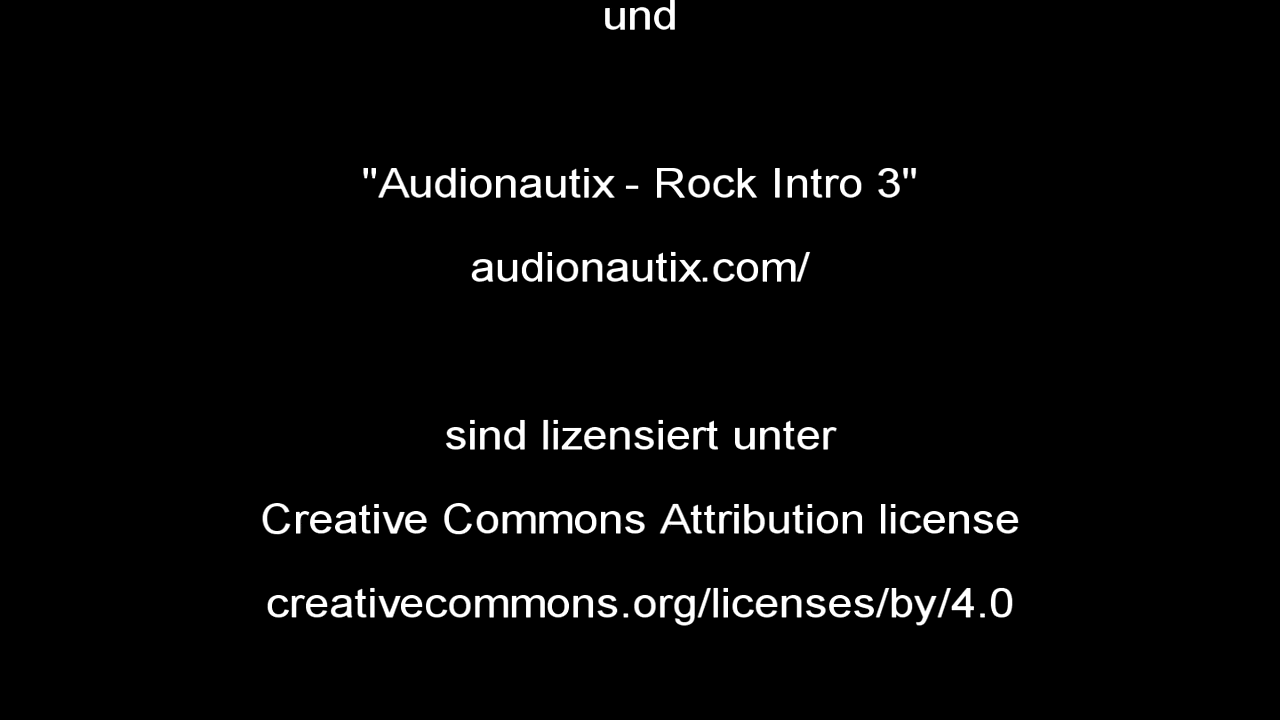 und
"Audionautix - Rock Intro 3"
audionautix.com/
sind lizensiert unter
Creative Commons Attribution license
creativecommons.org/licenses/by/4.0